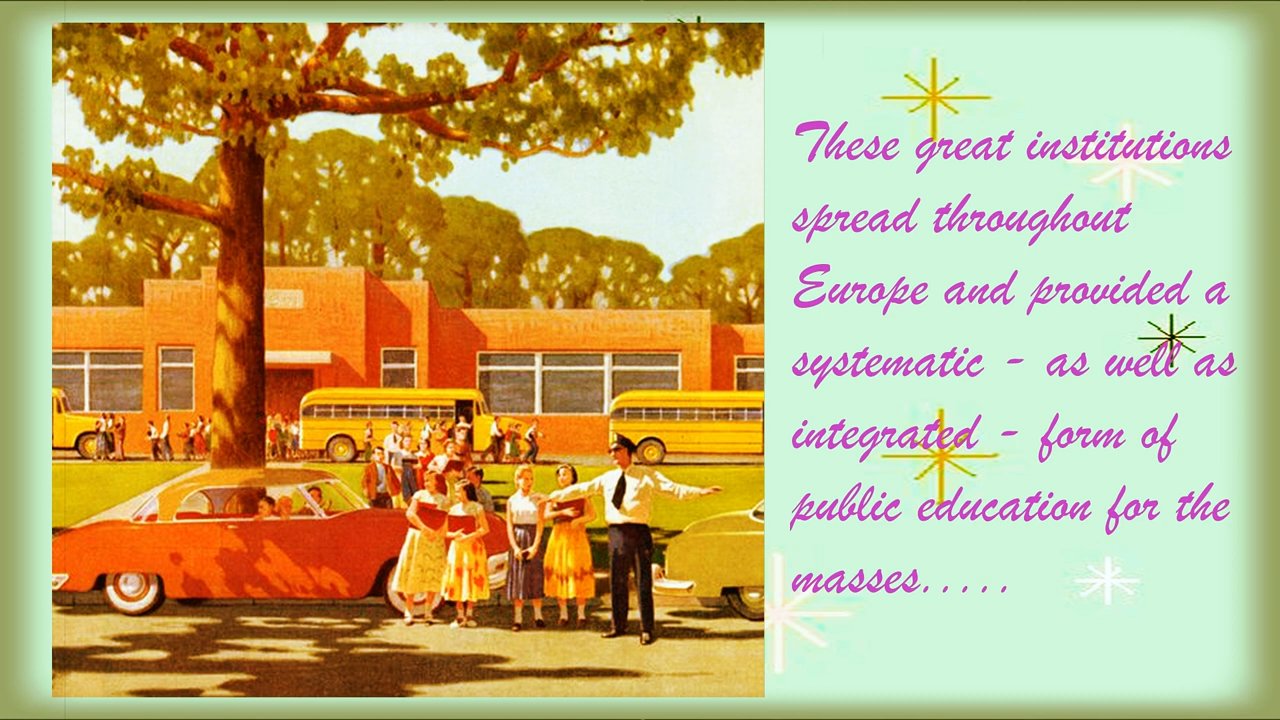 These great institutions
spread throughout
Europe and provided a
systematic - as well as
integrated - form of
public education for the
masses.....